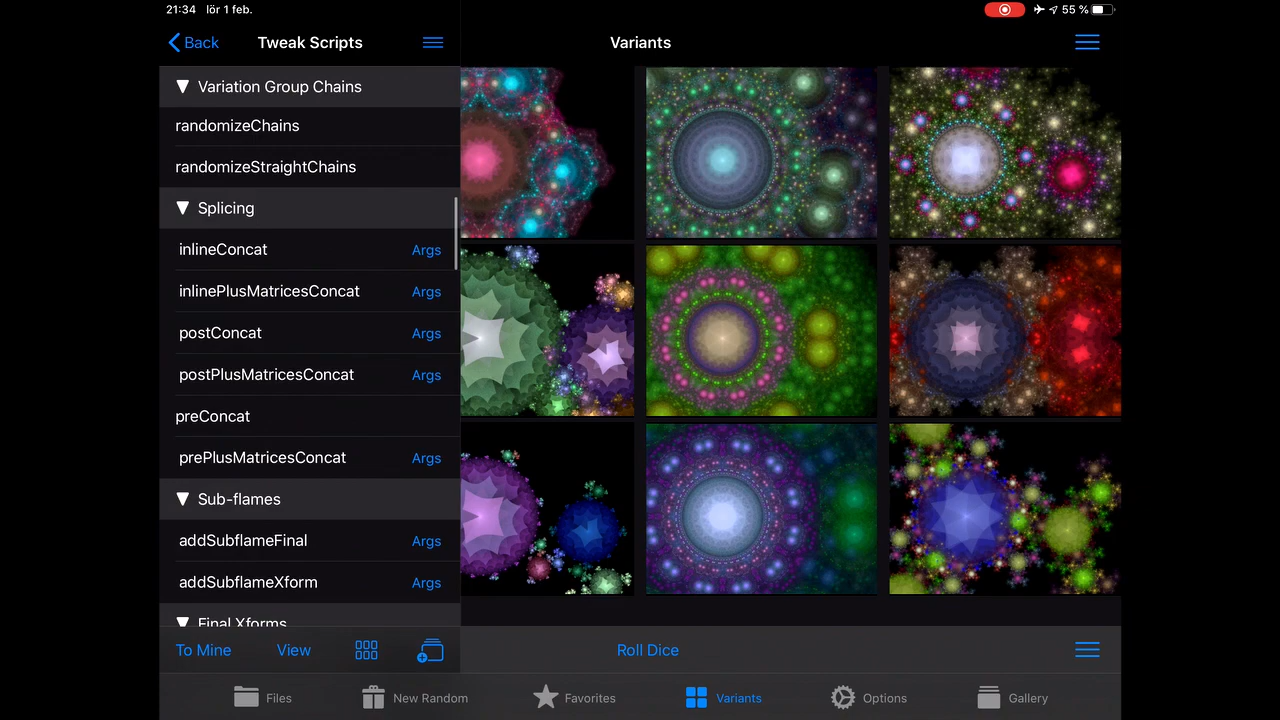 21:34 lör 1 feb.
55 %
Back Tweak Scripts
Variants
Variation Group Chains
randomizeChains
randomizeStraightChains
Splicing
inlineConcat Args
inlinePlusMatricesConcat Args
postConcat Args
postPlusMatricesConcat Args
preConcat
prePlusMatricesConcat Args
Sub-flames
addSubflameFinal Args
addSubflameXform Args
Final Xforms
To Mine View
Roll Dice
Files New Random Favorites Variants Options Gallery